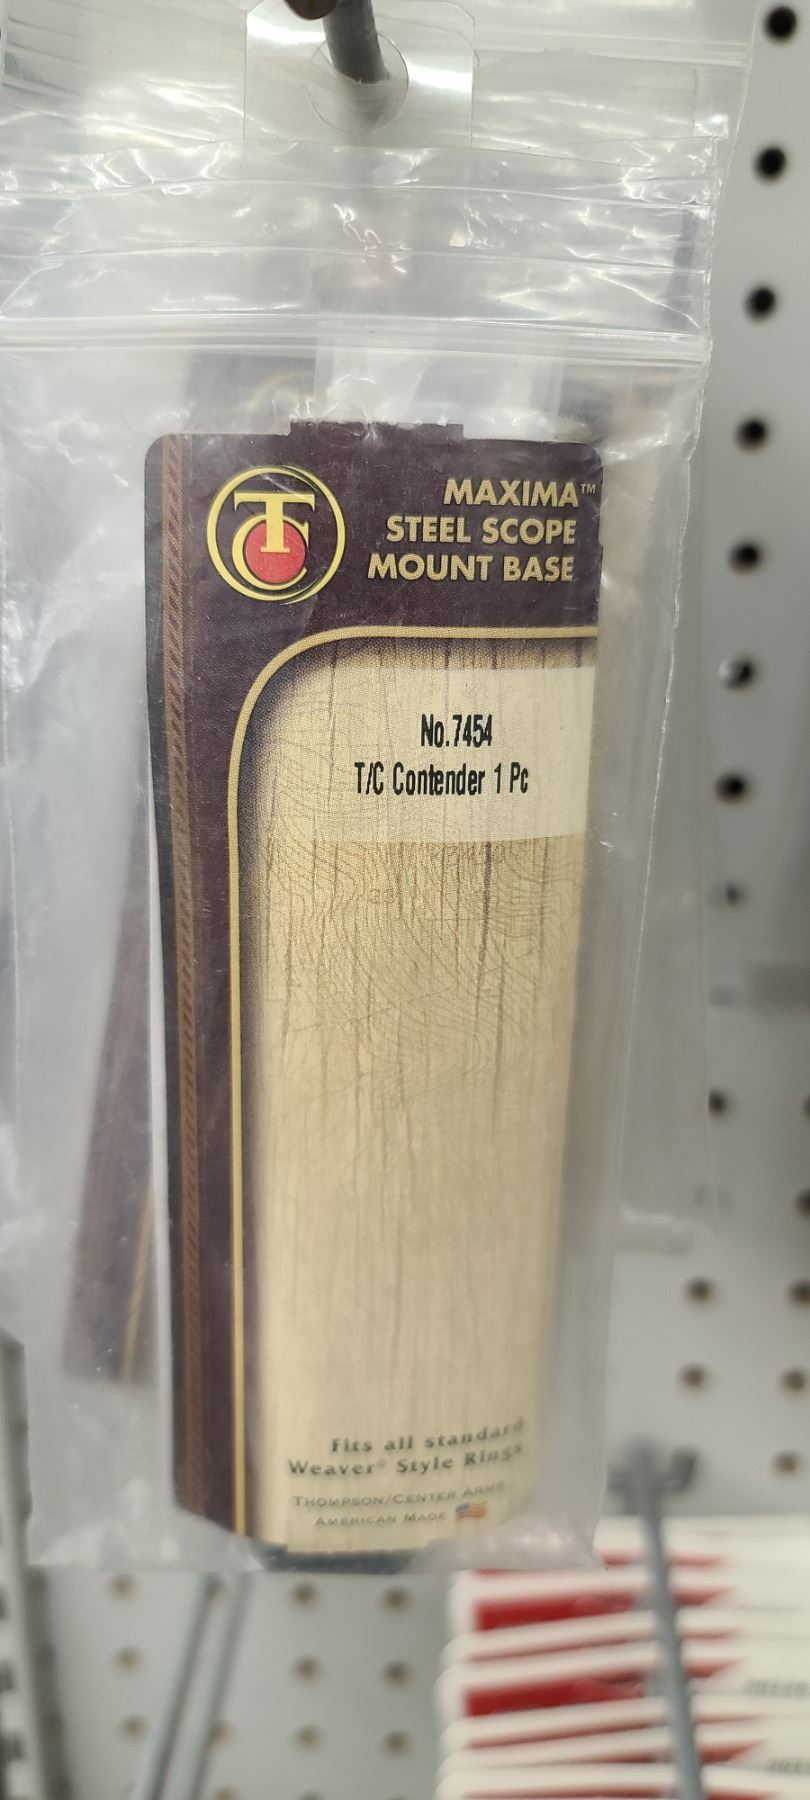 TC
MAXIMA™
STEEL SCOPE
MOUNT BASE
No.7454
T/C Contender 1 Pc
Fits all standard
Weaver® Style Rings
THOMPSON/CENTER ARMS
AMERICAN MADE